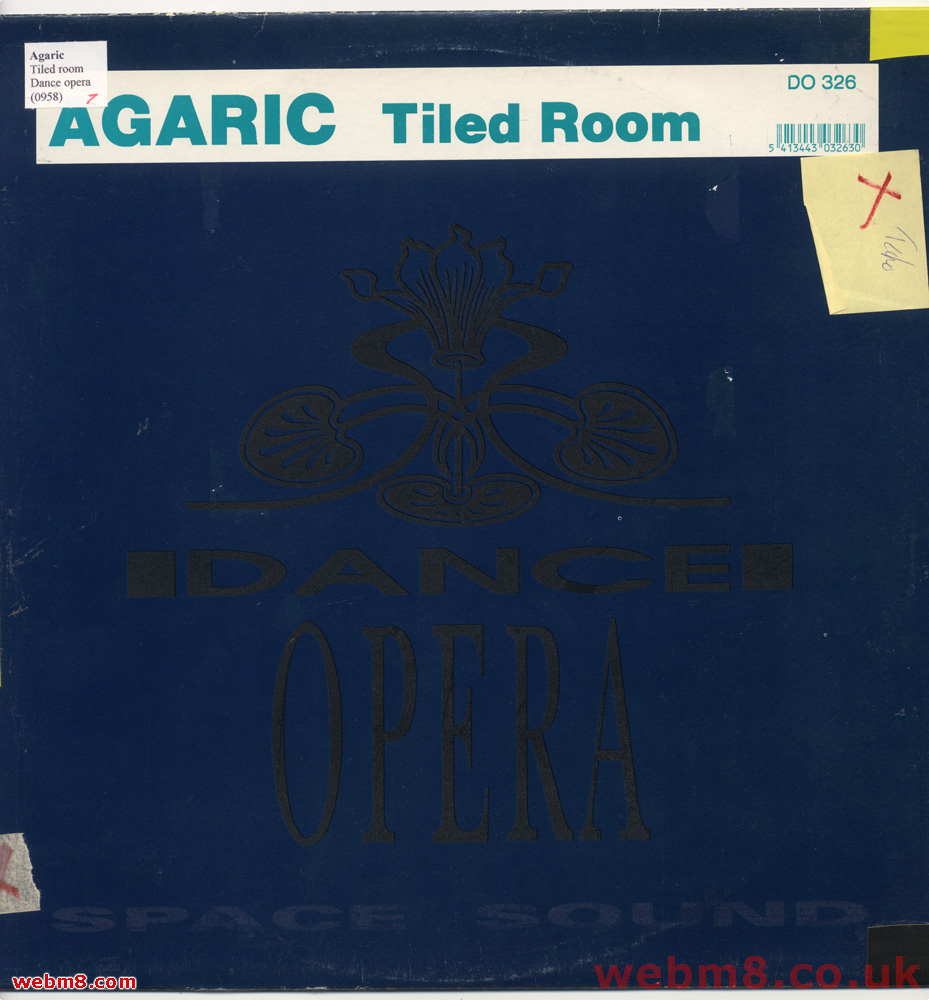 Agaric
Tiled room
Dance opera
(0958) 7
AGARIC Tiled Room
DO 326
5 413443 032630
DANCE
OPERA
SPACE SOUND
webm8.com
webm8.co.uk